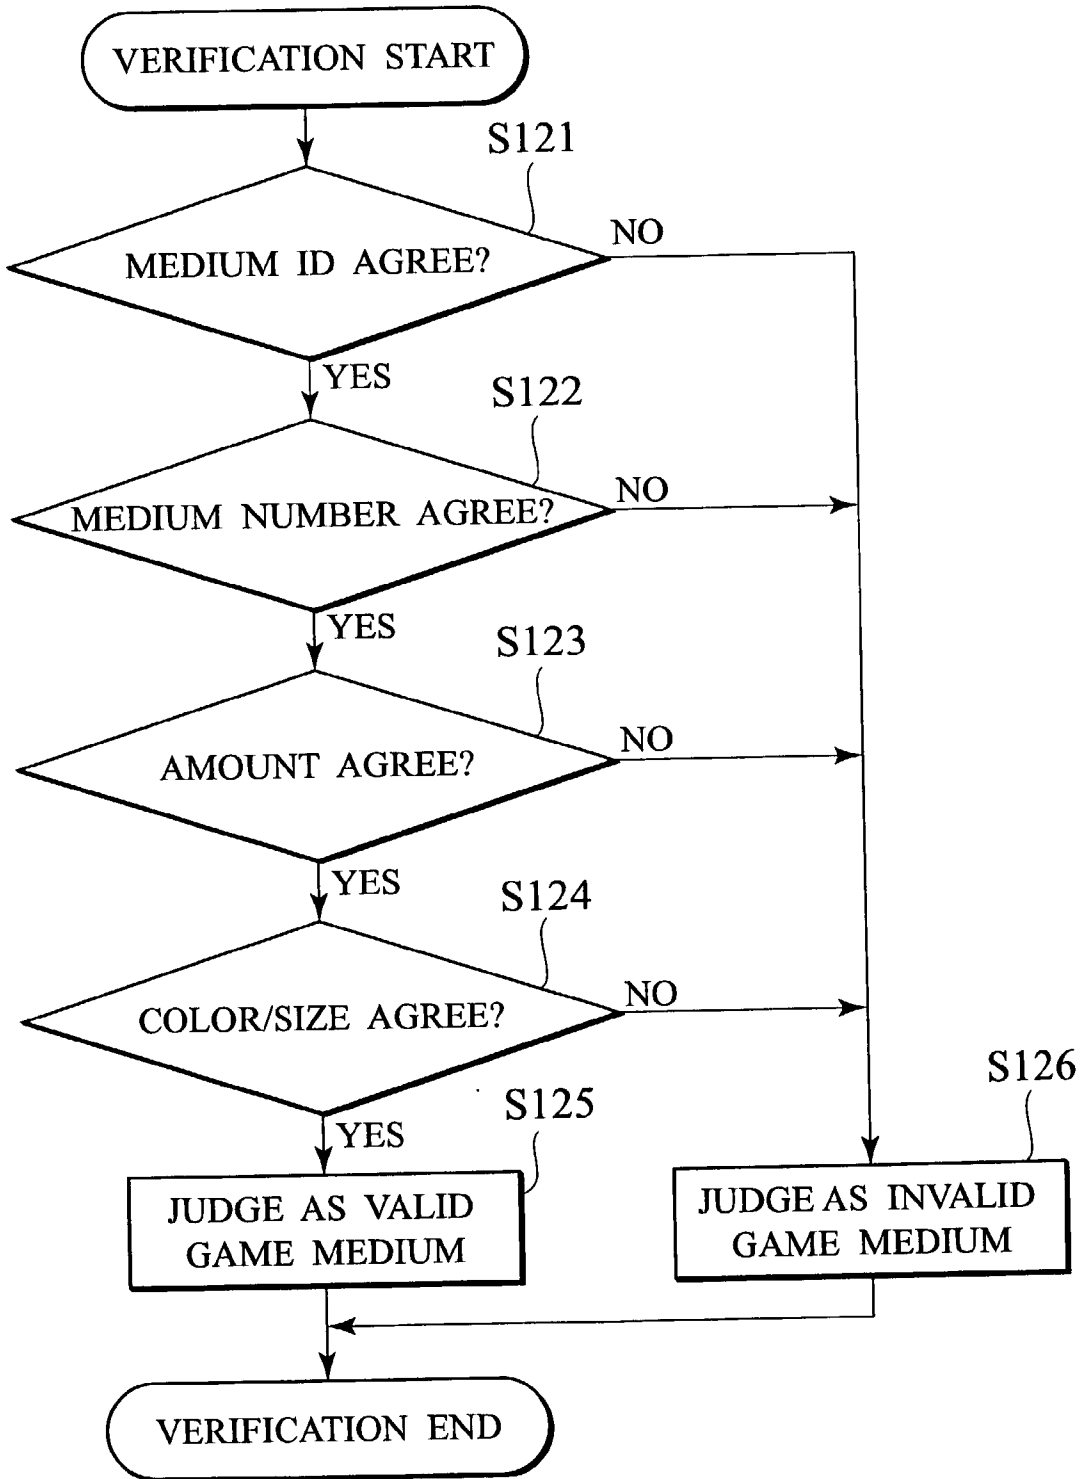 VERIFICATION START
S121
MEDIUM ID AGREE?
NO
YES
S122
MEDIUM NUMBER AGREE?
NO
YES
S123
AMOUNT AGREE?
NO
YES
S124
COLOR/SIZE AGREE?
NO
YES
S125
JUDGE AS VALID
GAME MEDIUM
S126
JUDGE AS INVALID
GAME MEDIUM
VERIFICATION END